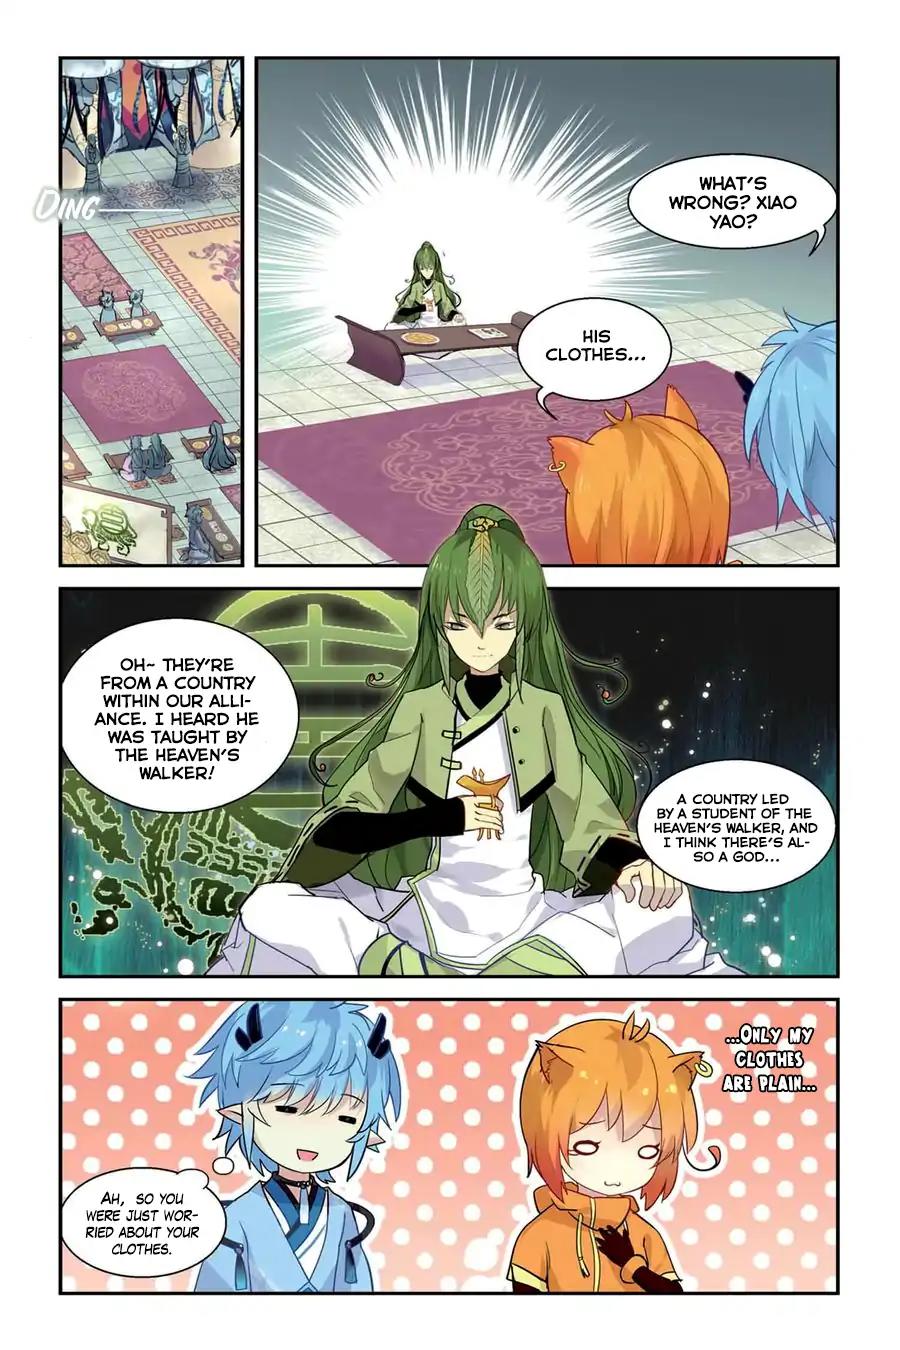 DING
WHAT'S
WRONG? XIAO
YAO?
HIS
CLOTHES...
OH~ THEY'RE
FROM A COUNTRY
WITHIN OUR ALLI-
ANCE. I HEARD HE
WAS TAUGHT BY
THE HEAVEN'S
WALKER!
A COUNTRY LED
BY A STUDENT OF THE
HEAVEN'S WALKER, AND
I THINK THERE'S AL-
SO A GOD...
...ONLY MY
CLOTHES
ARE PLAIN...
AH, SO YOU
WERE JUST WOR-
RIED ABOUT YOUR
CLOTHES.